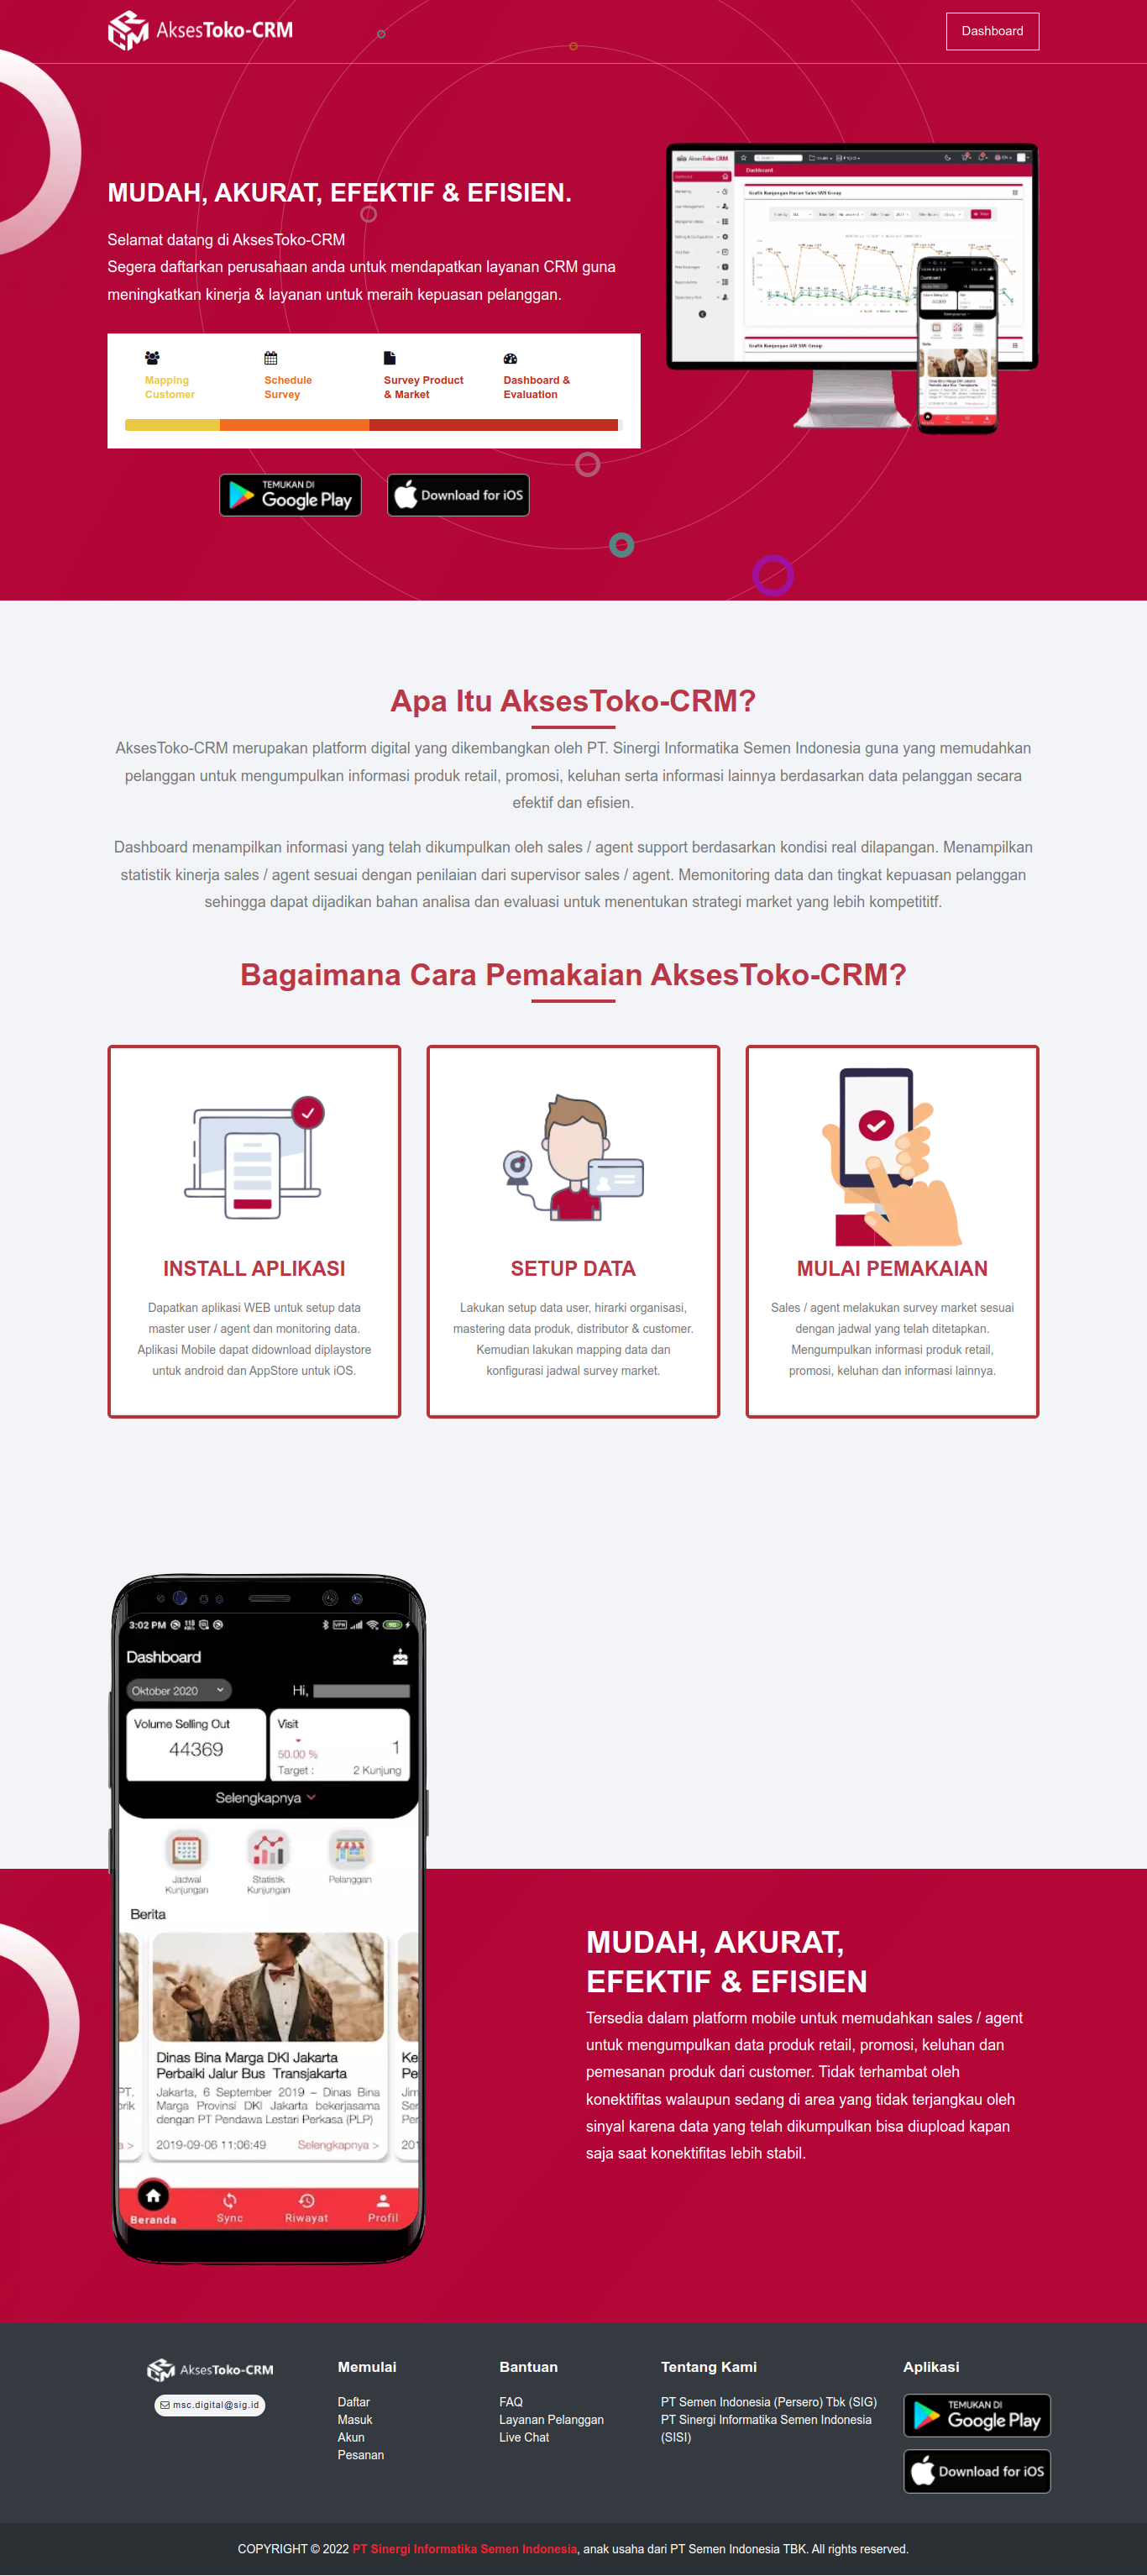 AksesToko-CRM
Dashboard
MUDAH, AKURAT, EFEKTIF & EFISIEN.
Selamat datang di AksesToko-CRM
Segera daftarkan perusahaan anda untuk mendapatkan layanan CRM guna
meningkatkan kinerja & layanan untuk meraih kepuasan pelanggan.
AksesToko-CRM
Dashboard
Grafik Kunjungan Harian Sales SMI Group
Grafik Kunjungan AM SMI Group
Mapping
Customer
Schedule
Survey
Survey Product
& Market
Dashboard &
Evaluation
TEMUKAN DI
Google Play
Download for iOS
Apa Itu AksesToko-CRM?
AksesToko-CRM merupakan platform digital yang dikembangkan oleh PT. Sinergi Informatika Semen Indonesia guna yang memudahkan
pelanggan untuk mengumpulkan informasi produk retail, promosi, keluhan serta informasi lainnya berdasarkan data pelanggan secara
efektif dan efisien.
Dashboard menampilkan informasi yang telah dikumpulkan oleh sales / agent support berdasarkan kondisi real dilapangan. Menampilkan
statistik kinerja sales / agent sesuai dengan penilaian dari supervisor sales / agent. Memonitoring data dan tingkat kepuasan pelanggan
sehingga dapat dijadikan bahan analisa dan evaluasi untuk menentukan strategi market yang lebih kompetititf.
Bagaimana Cara Pemakaian AksesToko-CRM?
INSTALL APLIKASI
Dapatkan aplikasi WEB untuk setup data
master user / agent dan monitoring data.
Aplikasi Mobile dapat didownload diplaystore
untuk android dan AppStore untuk iOS.
SETUP DATA
Lakukan setup data user, hirarki organisasi,
mastering data produk, distributor & customer.
Kemudian lakukan mapping data dan
konfigurasi jadwal survey market.
MULAI PEMAKAIAN
Sales / agent melakukan survey market sesuai
dengan jadwal yang telah ditetapkan.
Mengumpulkan informasi produk retail,
promosi, keluhan dan informasi lainnya.
3:02 PM
Dashboard
Oktober 2020
Hi,
Volume Selling Out
44369
Visit
50.00 %
1
Target :
2 Kunjung
Selengkapnya
Jadwal
Kunjungan
Statistik
Kunjungan
Pelanggan
Berita
Dinas Bina Marga DKI Jakarta
Perbaiki Jalur Bus Transjakarta
Jakarta, 6 September 2019 – Dinas Bina
Marga Provinsi DKI Jakarta bekerjasama
dengan PT Pendawa Lestari Perkasa (PLP)
2019-09-06 11:06:49
Selengkapnya >
Beranda
Sync
Riwayat
Profil
MUDAH, AKURAT,
EFEKTIF & EFISIEN
Tersedia dalam platform mobile untuk memudahkan sales / agent
untuk mengumpulkan data produk retail, promosi, keluhan dan
pemesanan produk dari customer. Tidak terhambat oleh
konektifitas walaupun sedang di area yang tidak terjangkau oleh
sinyal karena data yang telah dikumpulkan bisa diupload kapan
saja saat konektifitas lebih stabil.
AksesToko-CRM
msc.digital@sig.id
Memulai
Daftar
Masuk
Akun
Pesanan
Bantuan
FAQ
Layanan Pelanggan
Live Chat
Tentang Kami
PT Semen Indonesia (Persero) Tbk (SIG)
PT Sinergi Informatika Semen Indonesia
(SISI)
Aplikasi
TEMUKAN DI
Google Play
Download for iOS
COPYRIGHT © 2022 PT Sinergi Informatika Semen Indonesia, anak usaha dari PT Semen Indonesia TBK. All rights reserved.